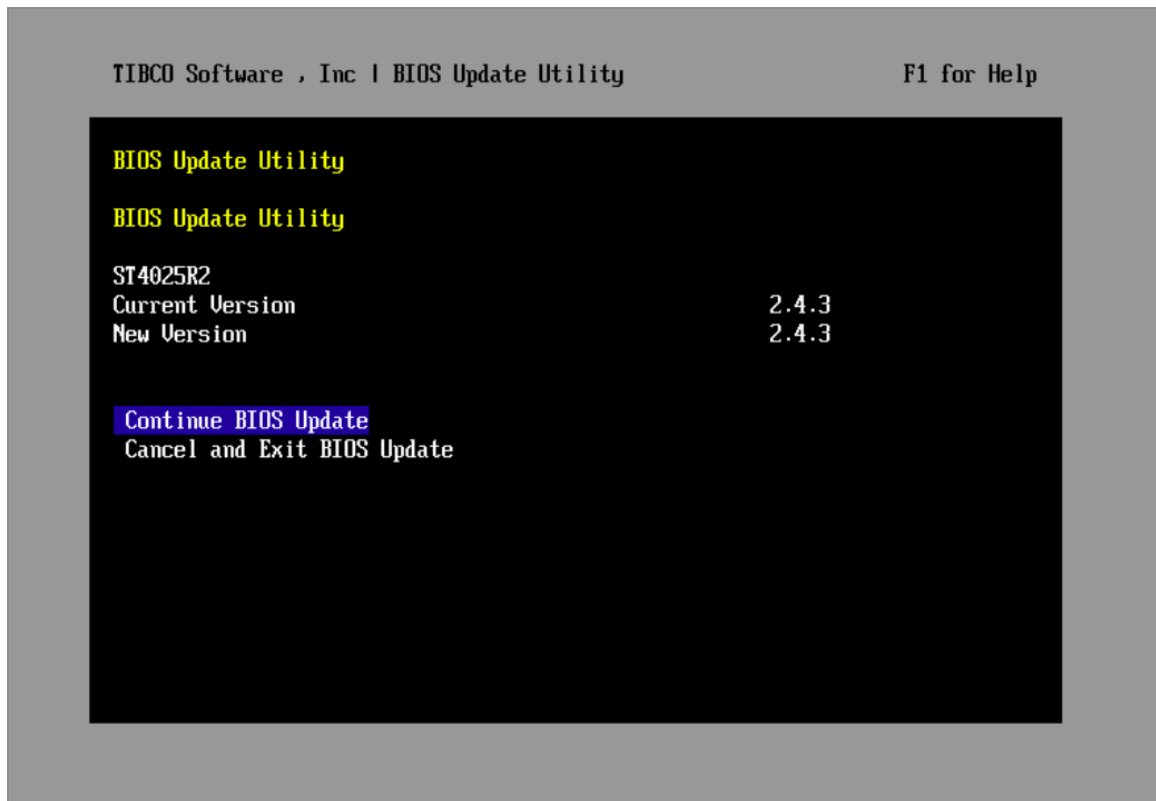 TIBCO Software , Inc | BIOS Update Utility F1 for Help
BIOS Update Utility
BIOS Update Utility
ST4025R2
Current Version 2.4.3
New Version 2.4.3
Continue BIOS Update
Cancel and Exit BIOS Update